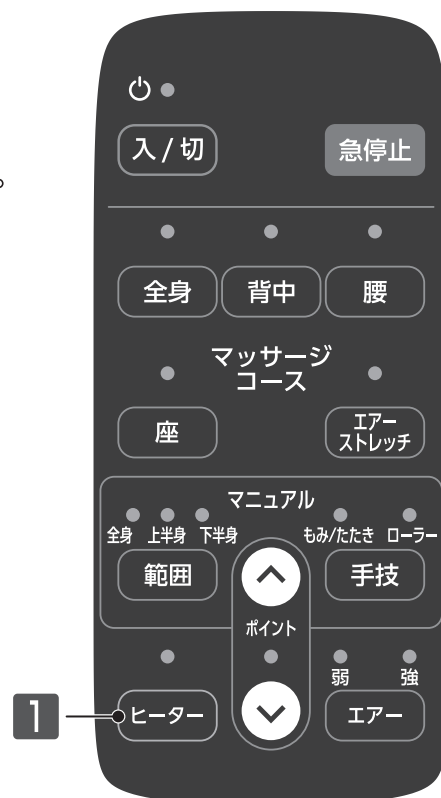 。
入/切 急停止
全身 背中 腰
マッサージ
コース
座 エアー
ストレッチ
マニュアル
全身 上半身 下半身 もみ/たたき ローラー
範囲 手技
ポイント
弱 強
1 ヒーター エアー